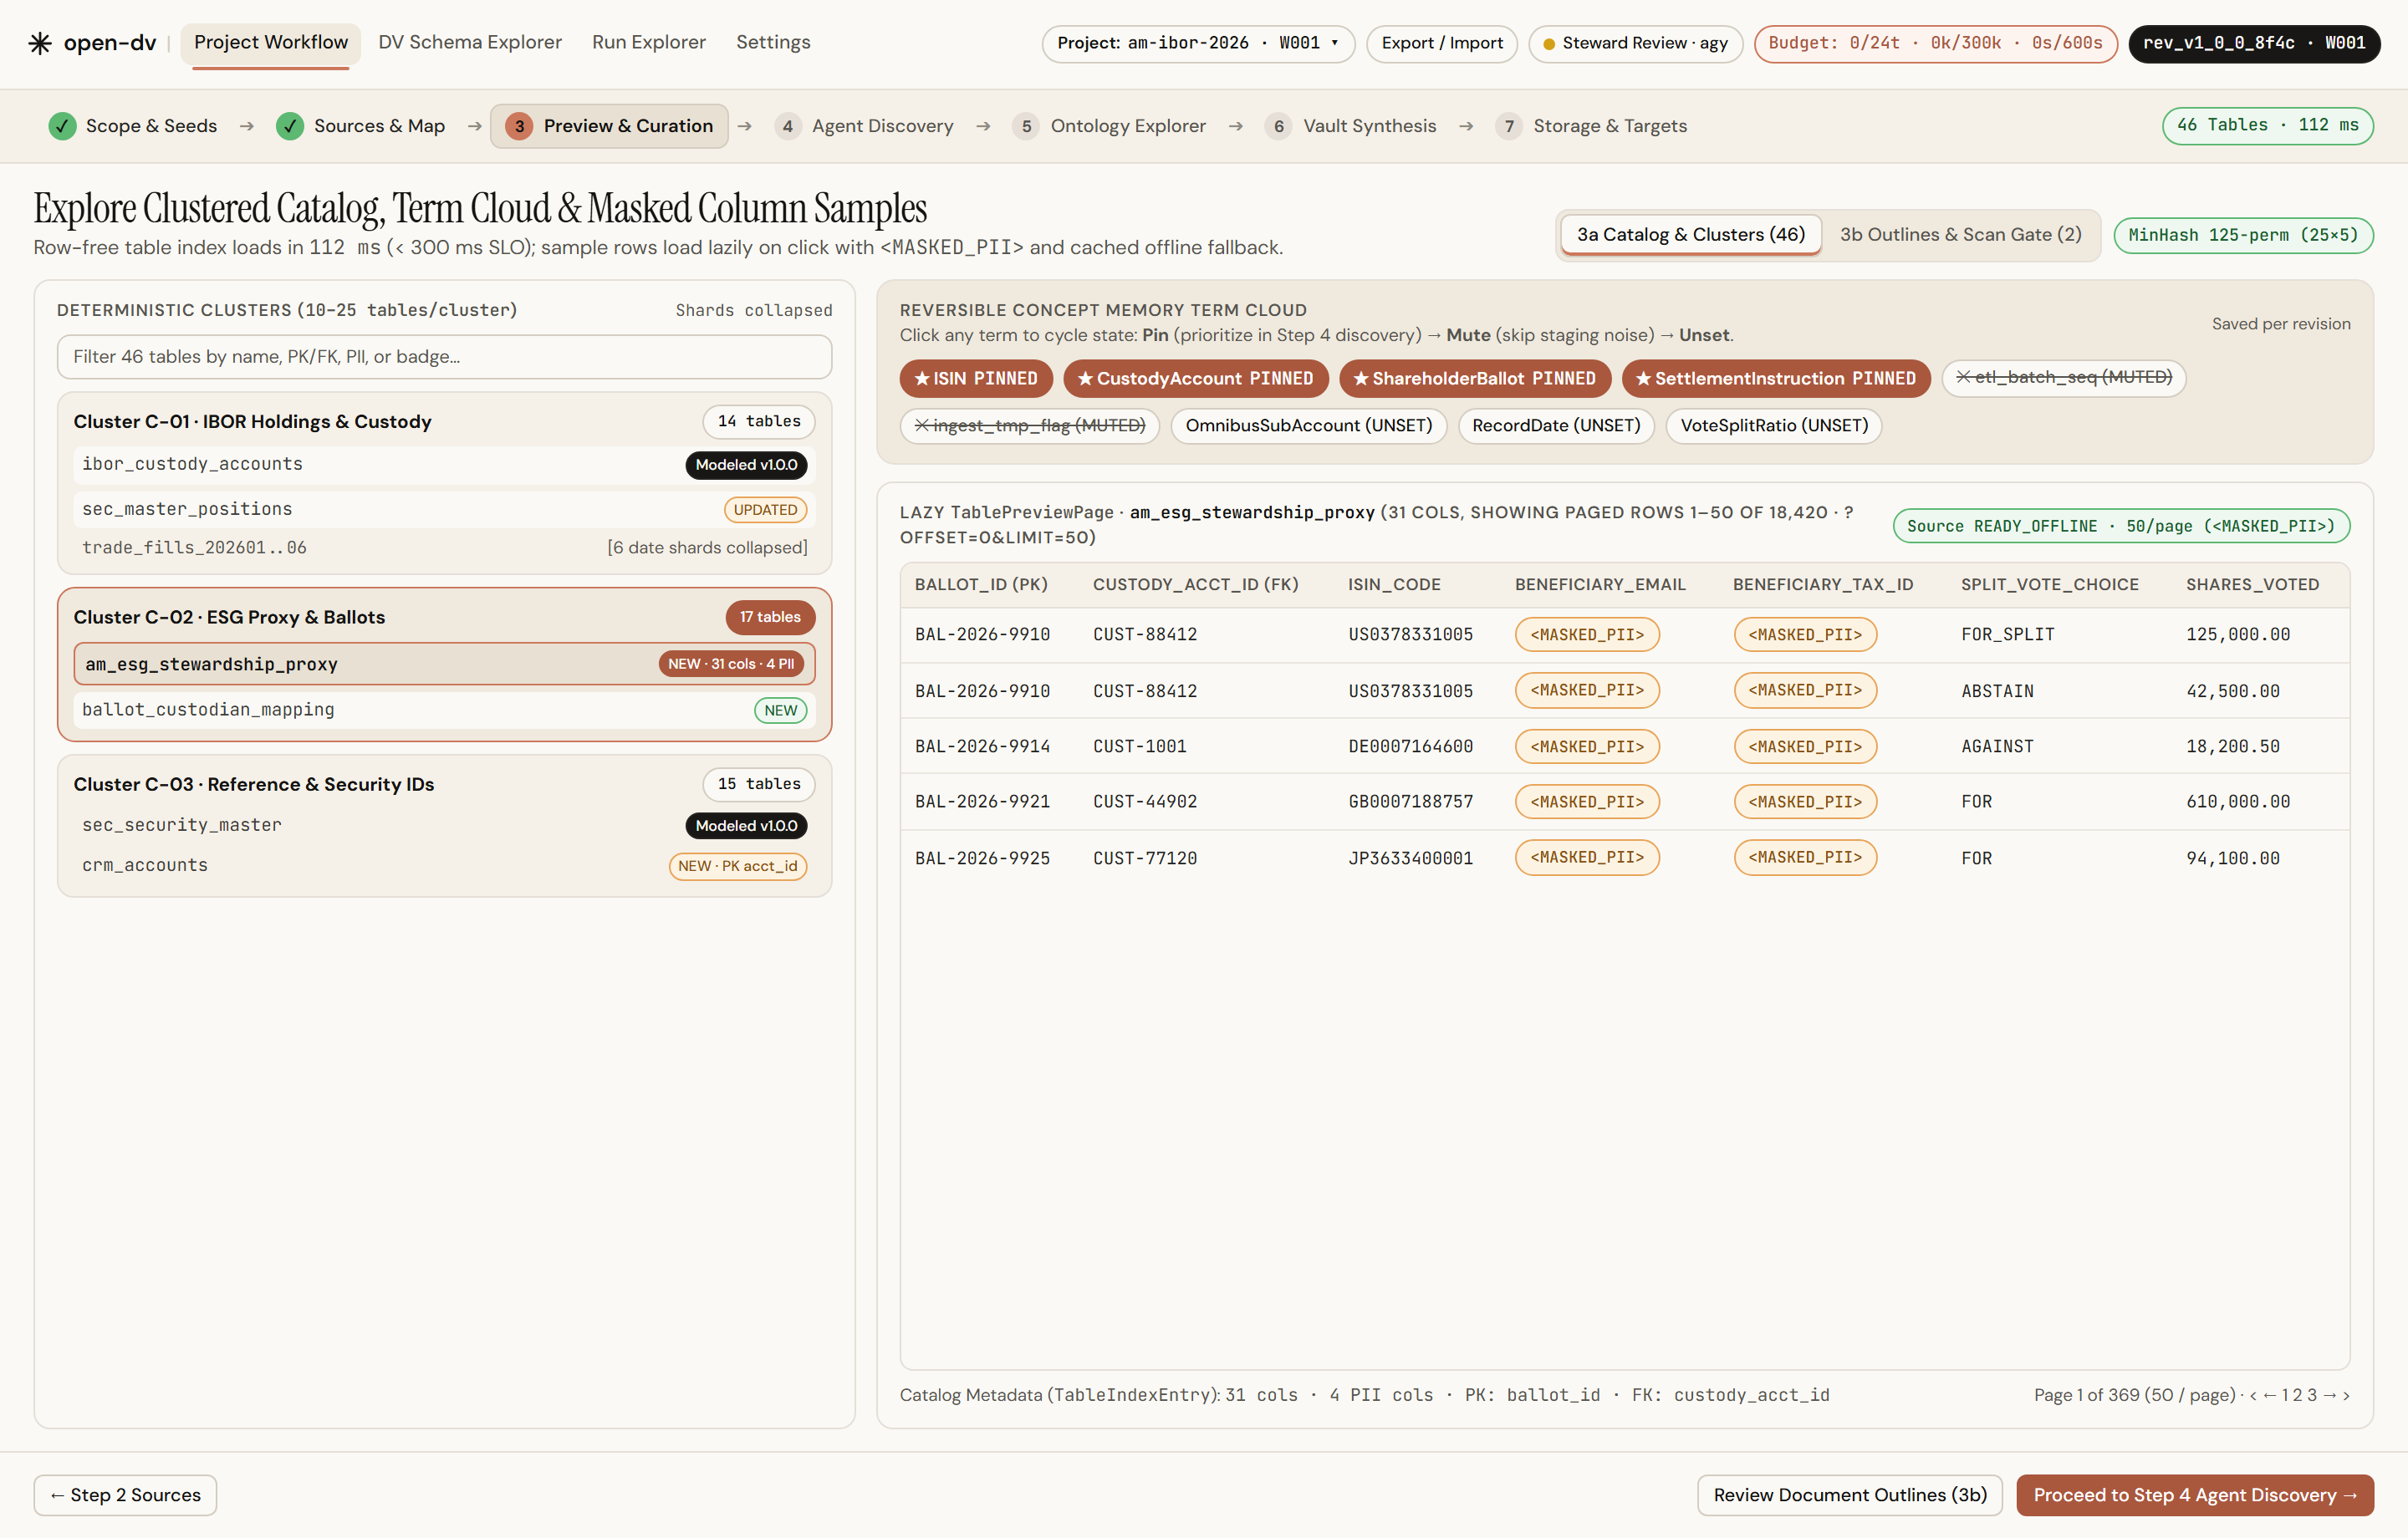 open-dv | Project Workflow DV Schema Explorer Run Explorer Settings Project: am-ibor-2026 · W001 ▾ Export / Import Steward Review · agy Budget: 0/24t · 0k/300k · 0s/600s rev_v1_0_0_8f4c · W001
✓ Scope & Seeds → ✓ Sources & Map → 3 Preview & Curation → 4 Agent Discovery → 5 Ontology Explorer → 6 Vault Synthesis → 7 Storage & Targets 46 Tables · 112 ms
Explore Clustered Catalog, Term Cloud & Masked Column Samples
Row-free table index loads in 112 ms (< 300 ms SLO); sample rows load lazily on click with <MASKED_PII> and cached offline fallback.
3a Catalog & Clusters (46) 3b Outlines & Scan Gate (2) MinHash 125-perm (25×5)
DETERMINISTIC CLUSTERS (10-25 tables/cluster) Shards collapsed
Filter 46 tables by name, PK/FK, PII, or badge...
Cluster C-01 · IBOR Holdings & Custody 14 tables
ibor_custody_accounts Modeled v1.0.0
sec_master_positions UPDATED
trade_fills_202601..06 [6 date shards collapsed]
Cluster C-02 · ESG Proxy & Ballots 17 tables
am_esg_stewardship_proxy NEW · 31 cols · 4 PII
ballot_custodian_mapping NEW
Cluster C-03 · Reference & Security IDs 15 tables
sec_security_master Modeled v1.0.0
crm_accounts NEW · PK acct_id
REVERSIBLE CONCEPT MEMORY TERM CLOUD
Click any term to cycle state: Pin (prioritize in Step 4 discovery) → Mute (skip staging noise) → Unset.
Saved per revision
★ ISIN PINNED ★ CustodyAccount PINNED ★ ShareholderBallot PINNED ★ SettlementInstruction PINNED ✕ etl_batch_seq (MUTED)
✕ ingest_tmp_flag (MUTED) OmnibusSubAccount (UNSET) RecordDate (UNSET) VoteSplitRatio (UNSET)
LAZY TablePreviewPage · am_esg_stewardship_proxy (31 COLS, SHOWING PAGED ROWS 1–50 OF 18,420 · ?
OFFSET=0&LIMIT=50)
Source READY_OFFLINE · 50/page (<MASKED_PII>)
BALLOT_ID (PK) CUSTODY_ACCT_ID (FK) ISIN_CODE BENEFICIARY_EMAIL BENEFICIARY_TAX_ID SPLIT_VOTE_CHOICE SHARES_VOTED
BAL-2026-9910 CUST-88412 US0378331005 <MASKED_PII> <MASKED_PII> FOR_SPLIT 125,000.00
BAL-2026-9910 CUST-88412 US0378331005 <MASKED_PII> <MASKED_PII> ABSTAIN 42,500.00
BAL-2026-9914 CUST-1001 DE0007164600 <MASKED_PII> <MASKED_PII> AGAINST 18,200.50
BAL-2026-9921 CUST-44902 GB0007188757 <MASKED_PII> <MASKED_PII> FOR 610,000.00
BAL-2026-9925 CUST-77120 JP3633400001 <MASKED_PII> <MASKED_PII> FOR 94,100.00
Catalog Metadata (TableIndexEntry): 31 cols · 4 PII cols · PK: ballot_id · FK: custody_acct_id Page 1 of 369 (50 / page) · ‹ ← 1 2 3 → ›
← Step 2 Sources Review Document Outlines (3b) Proceed to Step 4 Agent Discovery →